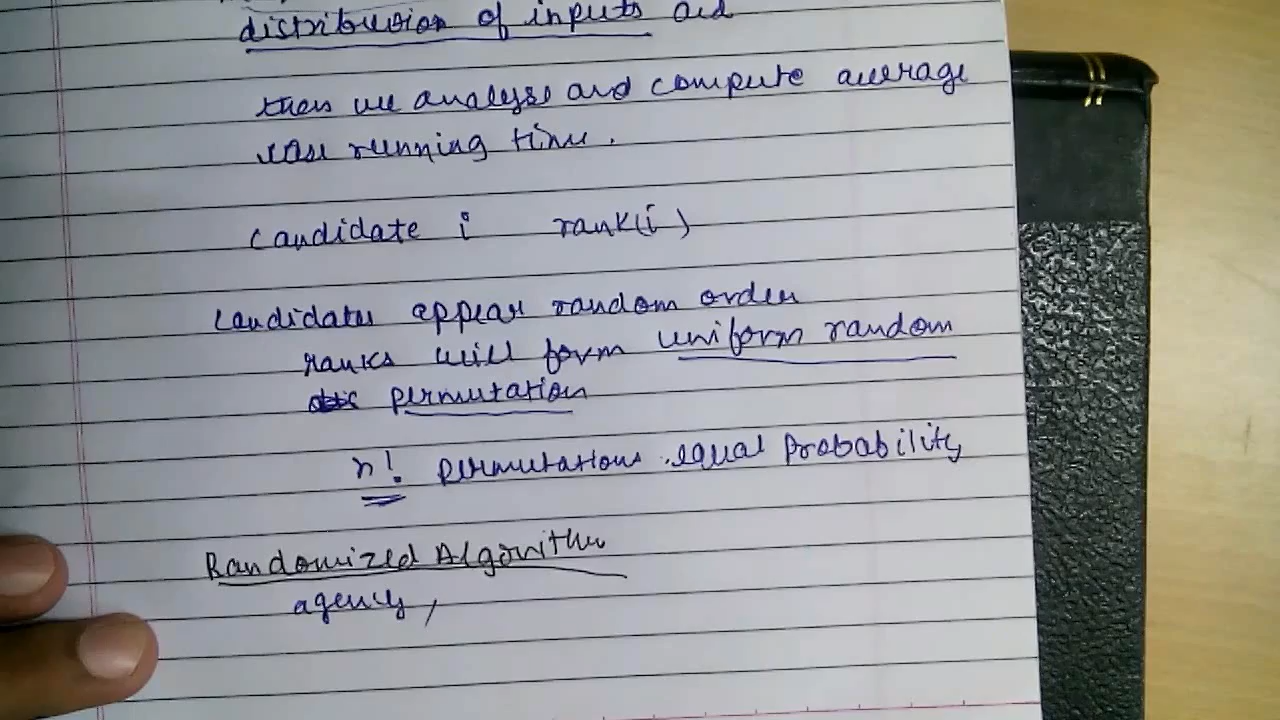 distribution of inputs and
then we analyse and compute average
case running time.
candidate i rank(i)
candidates appear random order
ranks will form uniform random
permutation
n! permutations equal probability
Randomized Algorithm
agency,